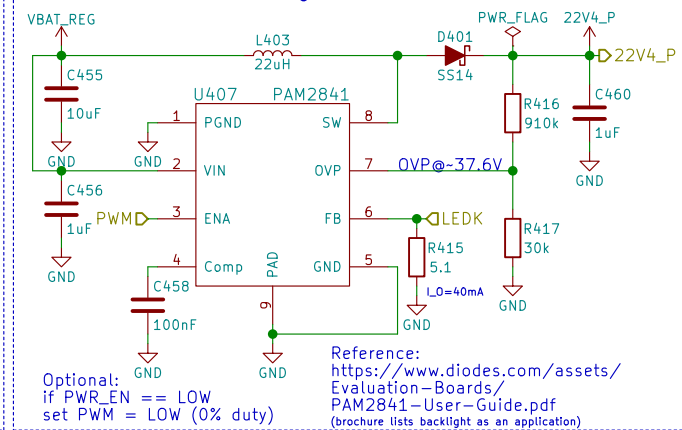 VBAT_REG
PWR_FLAG
22V4_P
L403
22uH
D401
SS14
22V4_P
C455
10uF
GND
U407
PAM2841
R416
910k
C460
1uF
GND
1
PGND
SW
8
GND
2
VIN
OVP
7
OVP@~37.6V
C456
1uF
GND
PWM
3
ENA
FB
6
LEDK
R415
5.1
I_O=40mA
GND
R417
30k
GND
4
Comp
PAD
GND
5
9
C458
100nF
GND
GND
Optional:
if PWR_EN == LOW
set PWM = LOW (0% duty)
Reference:
https://www.diodes.com/assets/
Evaluation-Boards/
PAM2841-User-Guide.pdf
(brochure lists backlight as an application)